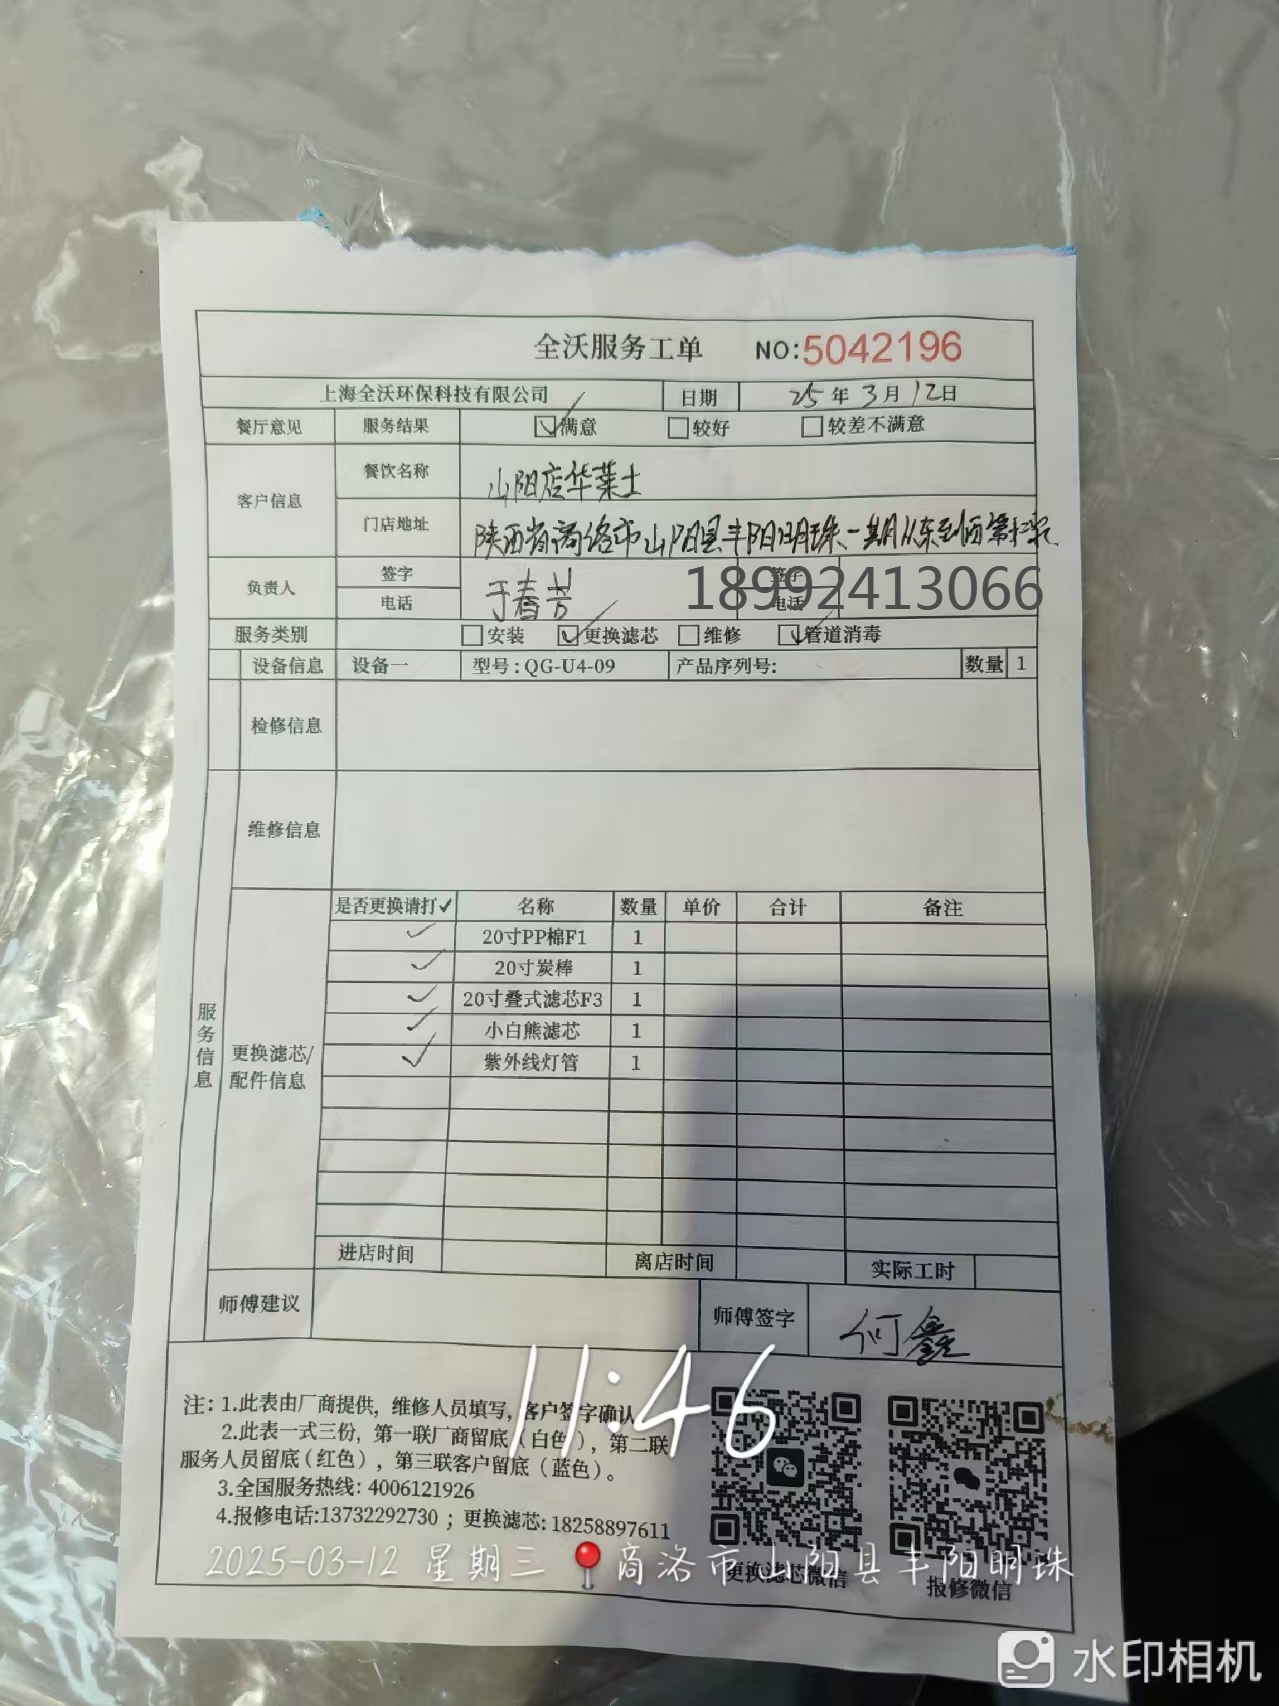 全沃服务工单 NO:5042196
上海全沃环保科技有限公司 日期 25年3月12日
餐厅意见 服务结果 满意 较好 较差不满意
客户信息 餐饮名称 山阳店华莱士
门店地址 陕西省商洛市山阳县丰阳明珠一期从东到西第
负责人 签字 于春芳 签字
电话 电话
18992413066
服务类别 安装 更换滤芯 维修 管道消毒
设备信息 设备一 型号:QG-U4-09 产品序列号: 数量 1
检修信息
维修信息
服务信息
更换滤芯/配件信息
是否更换请打✓ 名称 数量 单价 合计 备注
✓ 20寸PP棉F1 1
✓ 20寸炭棒 1
✓ 20寸叠式滤芯F3 1
✓ 小白熊滤芯 1
✓ 紫外线灯管 1
进店时间 离店时间 实际工时
师傅建议 师傅签字 何鑫
11:46
注: 1.此表由厂商提供, 维修人员填写, 客户签字确认
2.此表一式三份, 第一联厂商留底(白色), 第二联
服务人员留底(红色), 第三联客户留底(蓝色)。
3.全国服务热线: 4006121926
4.报修电话:13732292730 ; 更换滤芯: 18258897611
更换滤芯微信 报修微信
2025-03-12 星期三 商洛市山阳县丰阳明珠
水印相机